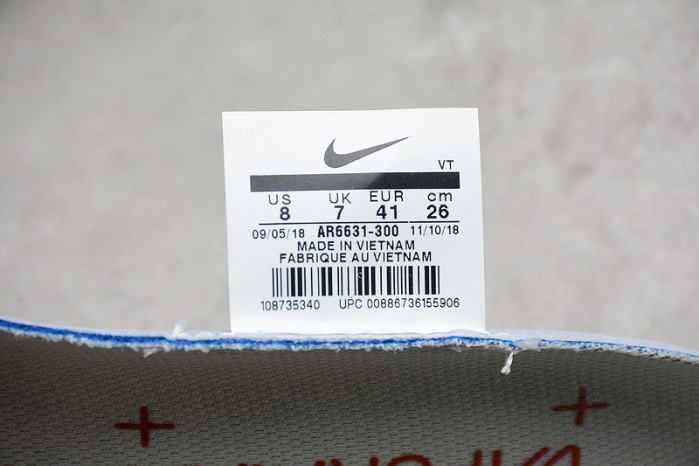 VT
US UK EUR cm
8 7 41 26
09/05/18 AR6631-300 11/10/18
MADE IN VIETNAM
FABRIQUE AU VIETNAM
108735340 UPC 00886736155906